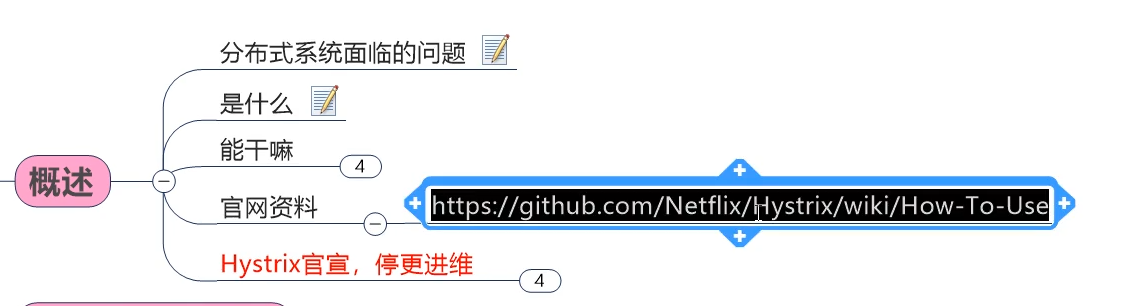 分布式系统面临的问题
是什么
能干嘛
4
概述
官网资料
https://github.com/Netflix/Hystrix/wiki/How-To-Use
Hystrix官宣，停更进维
4